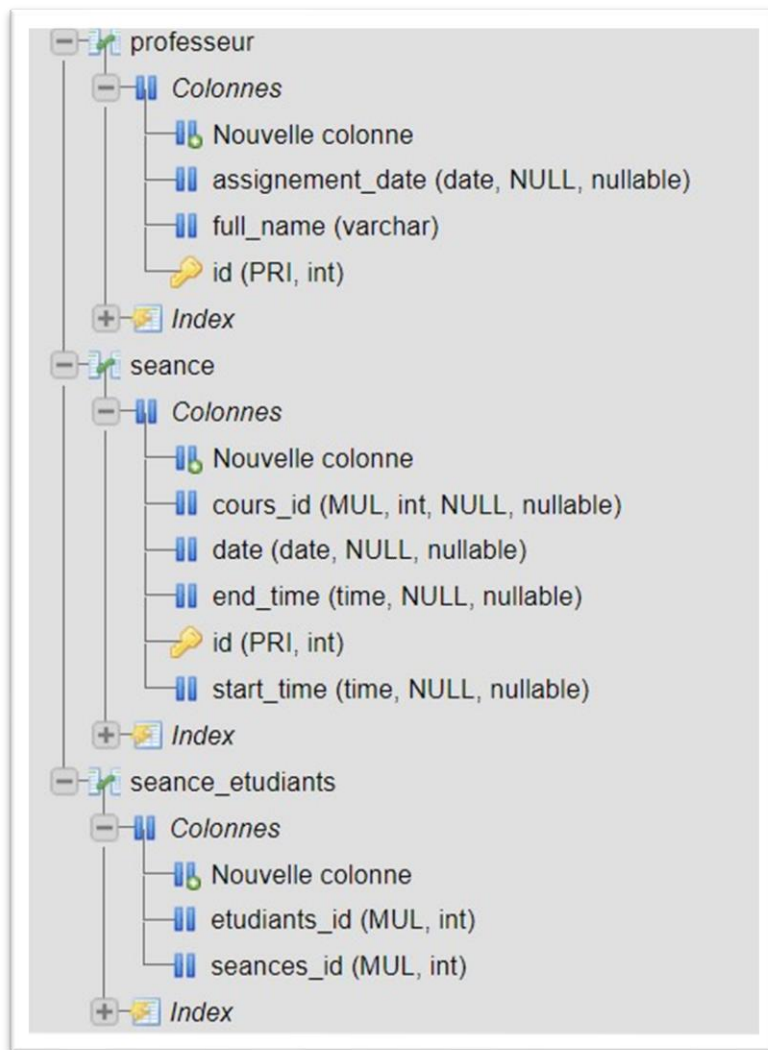 professeur
Colonnes
Nouvelle colonne
assignement_date (date, NULL, nullable)
full_name (varchar)
id (PRI, int)
Index
seance
Colonnes
Nouvelle colonne
cours_id (MUL, int, NULL, nullable)
date (date, NULL, nullable)
end_time (time, NULL, nullable)
id (PRI, int)
start_time (time, NULL, nullable)
Index
seance_etudiants
Colonnes
Nouvelle colonne
etudiants_id (MUL, int)
seances_id (MUL, int)
Index